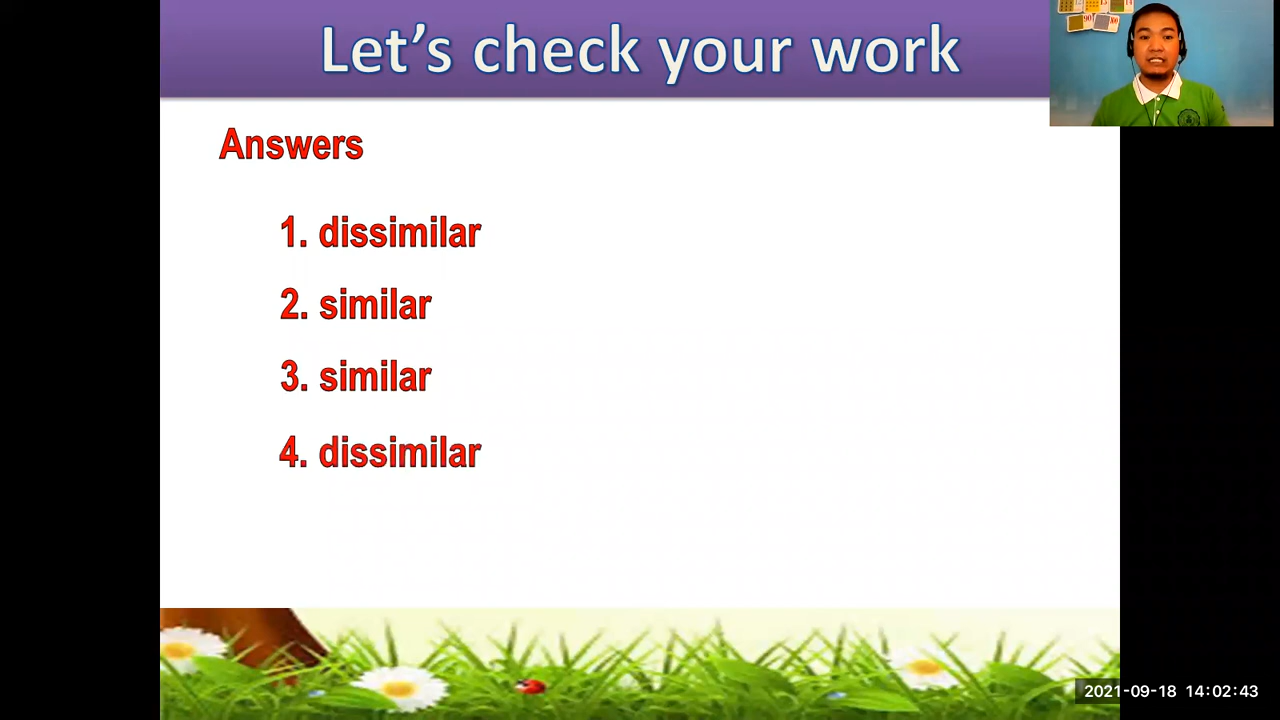 Let's check your work
Answers
1. dissimilar
2. similar
3. similar
4. dissimilar
2021-09-18 14:02:43